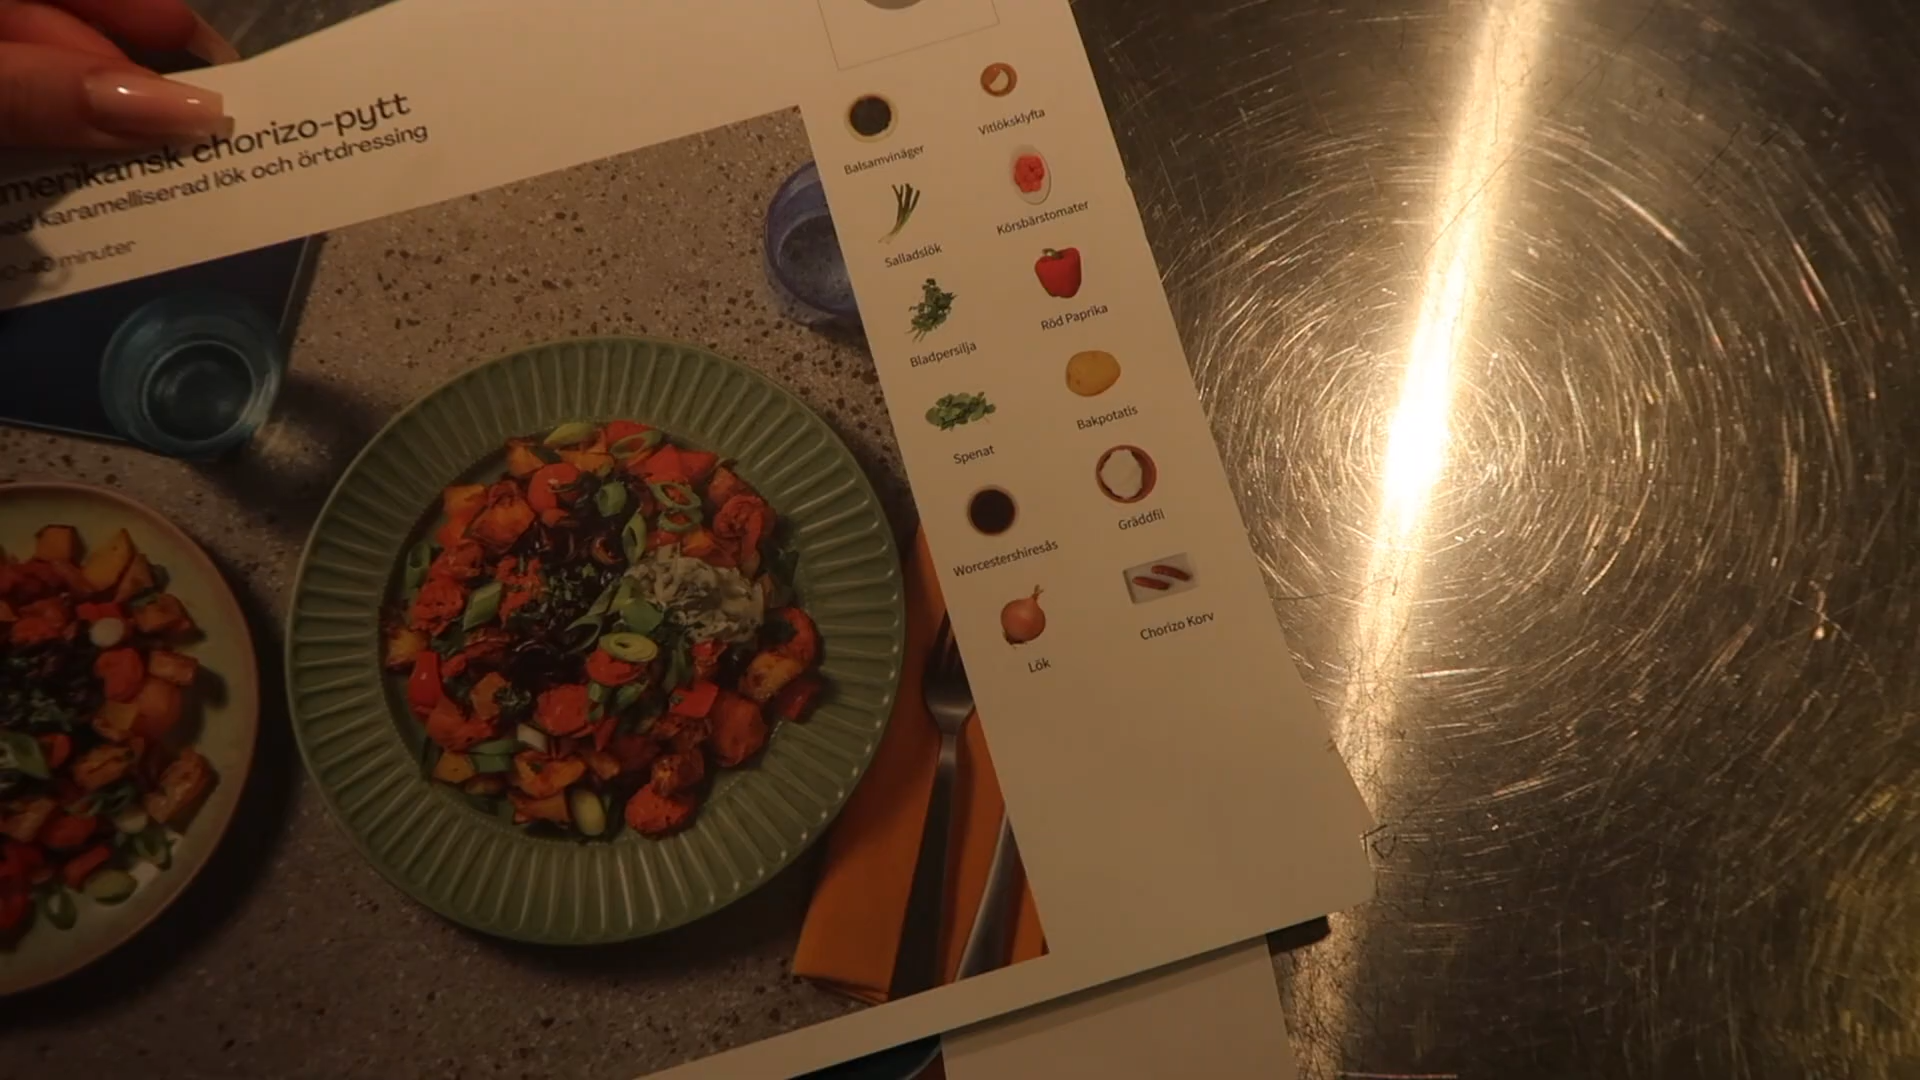 merikansk chorizo-pytt
karamelliserad lök och örtdressing
minuter
Balsamvinäger
Vitlöksklyfta
Salladslök
Körsbärstomater
Bladpersilja
Röd Paprika
Spenat
Bakpotatis
Worcestershiresås
Gräddfil
Lök
Chorizo Korv